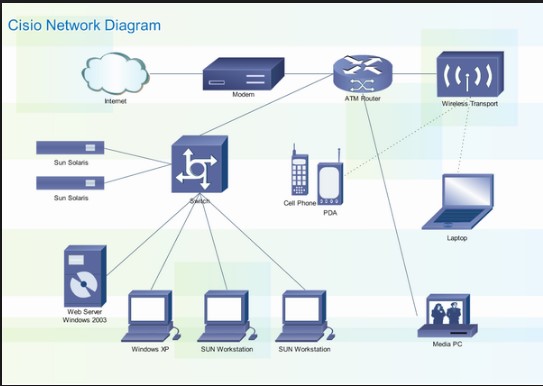 Cisio Network Diagram
Internet
Modem
ATM Router
Wireless Transport
Sun Solaris
Sun Solaris
Switch
Cell Phone
PDA
Laptop
Web Server
Windows 2003
Windows XP
SUN Workstation
SUN Workstation
Media PC